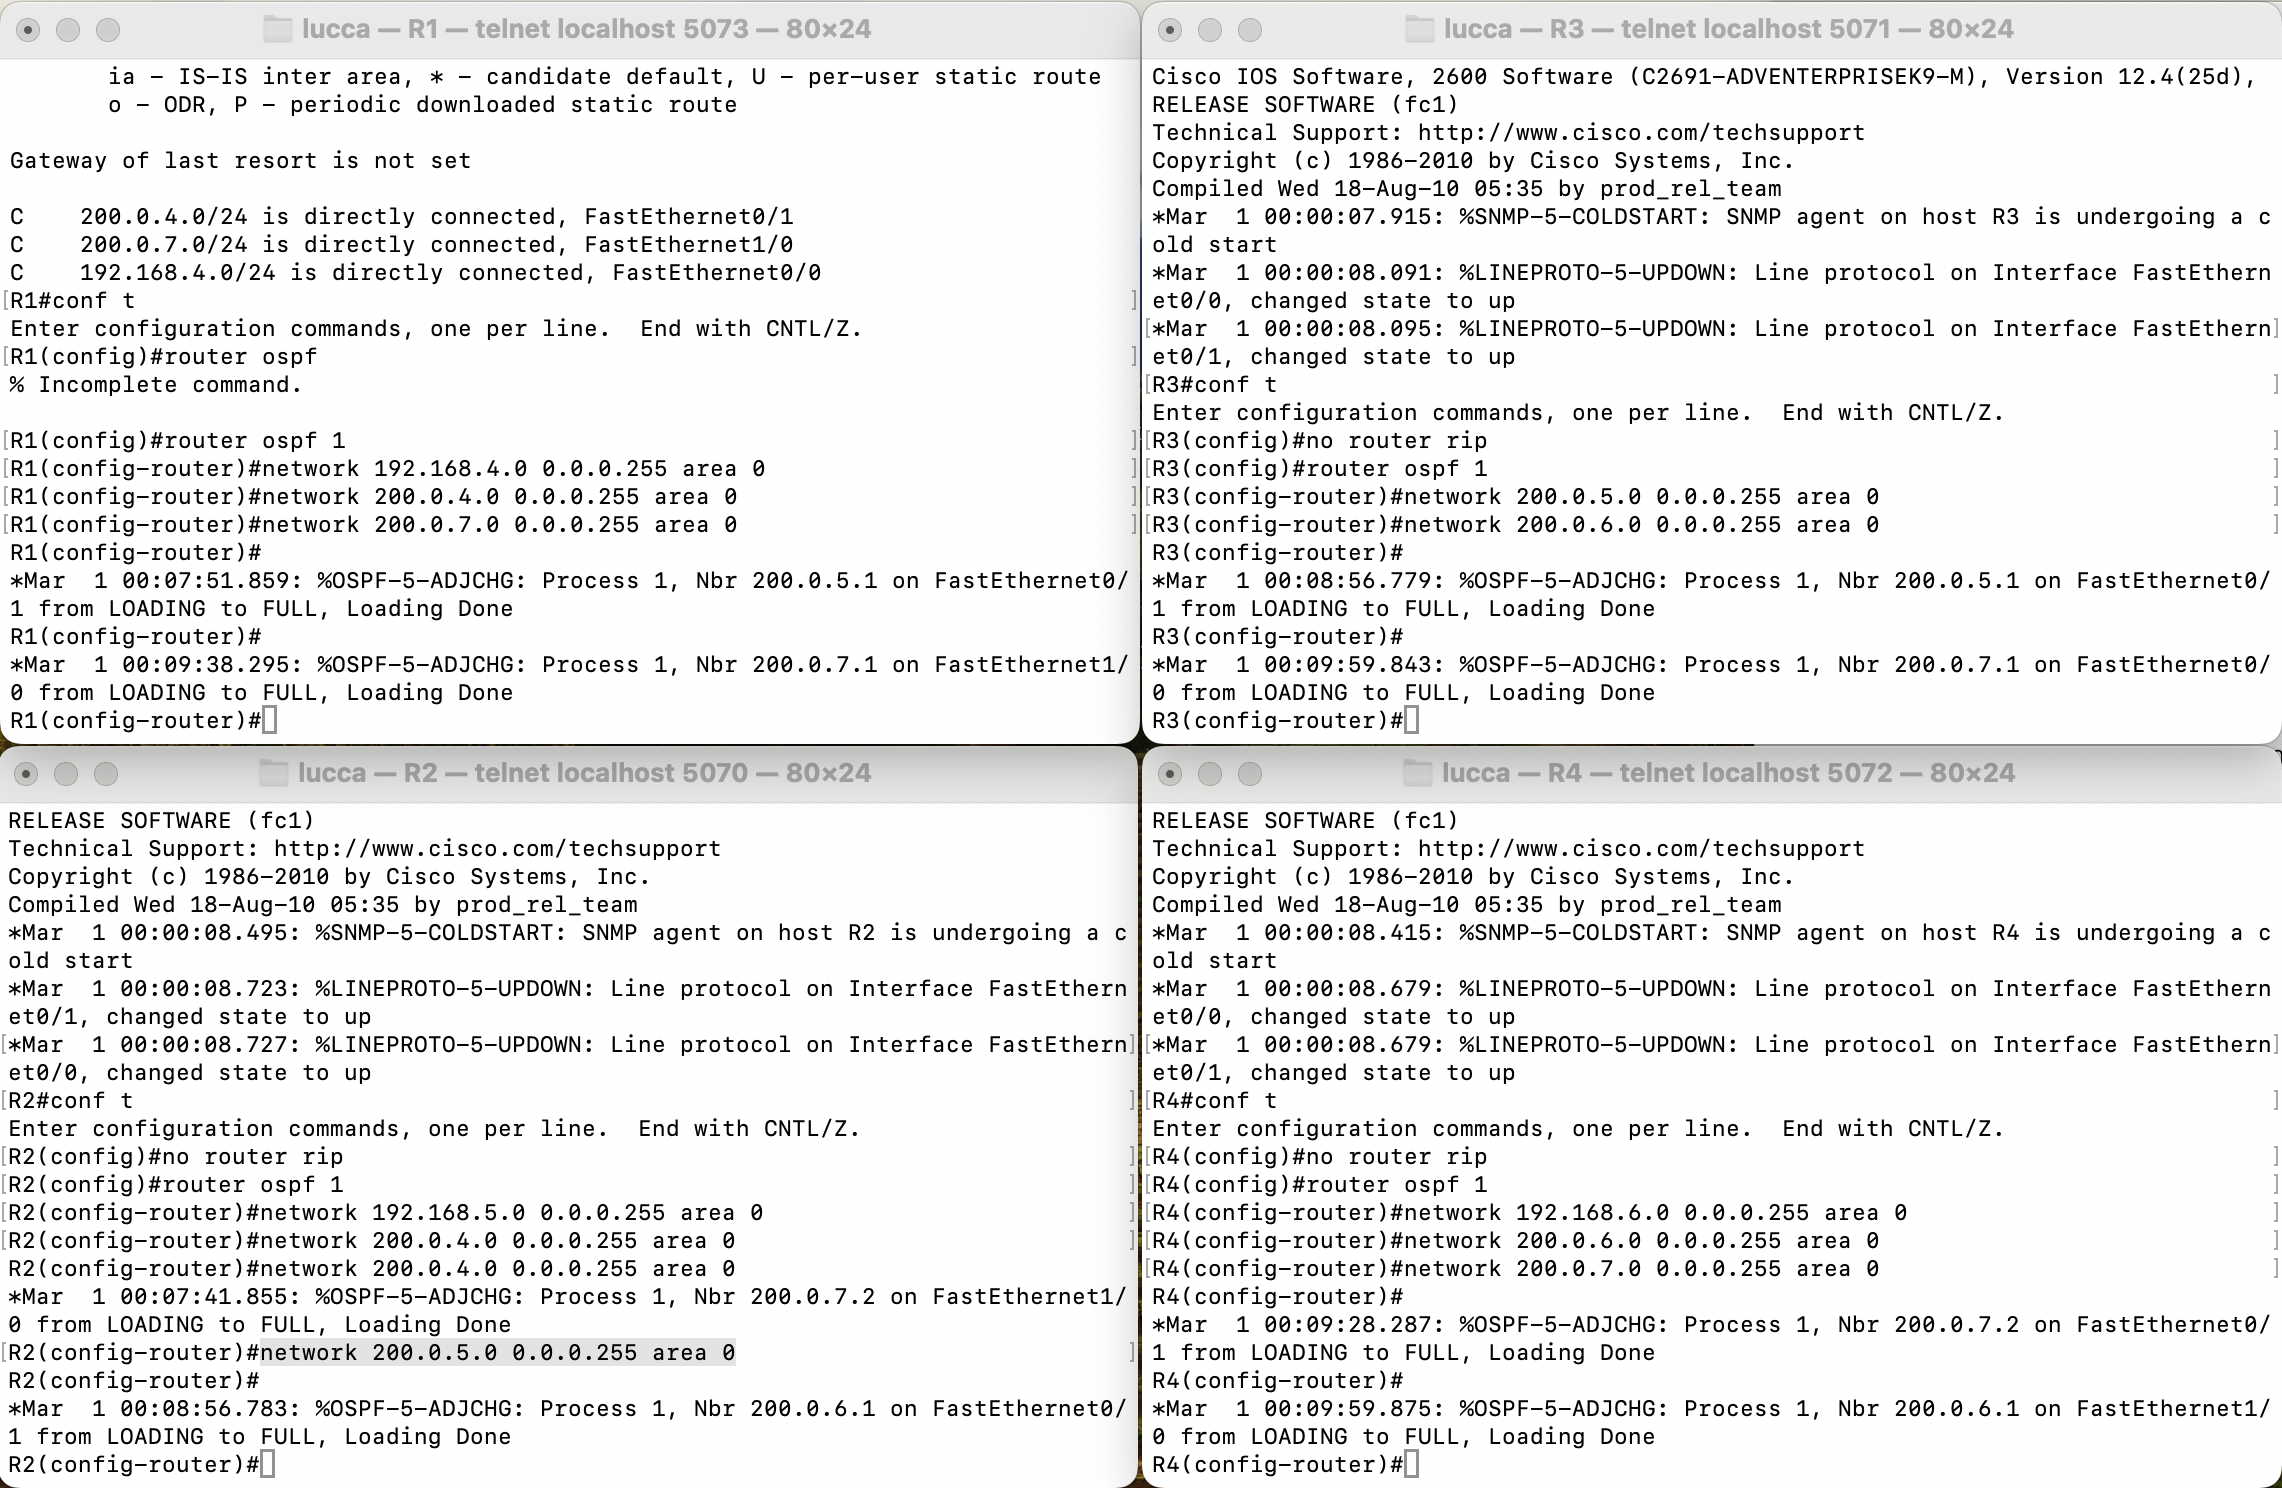 lucca — R1 — telnet localhost 5073 — 80×24
       ia - IS-IS inter area, * - candidate default, U - per-user static route
       o - ODR, P - periodic downloaded static route
Gateway of last resort is not set
C    200.0.4.0/24 is directly connected, FastEthernet0/1
C    200.0.7.0/24 is directly connected, FastEthernet1/0
C    192.168.4.0/24 is directly connected, FastEthernet0/0
[R1#conf t ]
Enter configuration commands, one per line.  End with CNTL/Z.
[R1(config)#router ospf ]
% Incomplete command.
[R1(config)#router ospf 1 ]
[R1(config-router)#network 192.168.4.0 0.0.0.255 area 0 ]
[R1(config-router)#network 200.0.4.0 0.0.0.255 area 0 ]
[R1(config-router)#network 200.0.7.0 0.0.0.255 area 0 ]
R1(config-router)#
*Mar  1 00:07:51.859: %OSPF-5-ADJCHG: Process 1, Nbr 200.0.5.1 on FastEthernet0/
1 from LOADING to FULL, Loading Done
R1(config-router)#
*Mar  1 00:09:38.295: %OSPF-5-ADJCHG: Process 1, Nbr 200.0.7.1 on FastEthernet1/
0 from LOADING to FULL, Loading Done
R1(config-router)#
lucca — R3 — telnet localhost 5071 — 80×24
Cisco IOS Software, 2600 Software (C2691-ADVENTERPRISEK9-M), Version 12.4(25d),
RELEASE SOFTWARE (fc1)
Technical Support: http://www.cisco.com/techsupport
Copyright (c) 1986-2010 by Cisco Systems, Inc.
Compiled Wed 18-Aug-10 05:35 by prod_rel_team
*Mar  1 00:00:07.915: %SNMP-5-COLDSTART: SNMP agent on host R3 is undergoing a c
old start
*Mar  1 00:00:08.091: %LINEPROTO-5-UPDOWN: Line protocol on Interface FastEthern
et0/0, changed state to up
[*Mar  1 00:00:08.095: %LINEPROTO-5-UPDOWN: Line protocol on Interface FastEthern]
et0/1, changed state to up
[R3#conf t ]
Enter configuration commands, one per line.  End with CNTL/Z.
[R3(config)#no router rip ]
[R3(config)#router ospf 1 ]
[R3(config-router)#network 200.0.5.0 0.0.0.255 area 0 ]
[R3(config-router)#network 200.0.6.0 0.0.0.255 area 0 ]
R3(config-router)#
*Mar  1 00:08:56.779: %OSPF-5-ADJCHG: Process 1, Nbr 200.0.5.1 on FastEthernet0/
1 from LOADING to FULL, Loading Done
R3(config-router)#
*Mar  1 00:09:59.843: %OSPF-5-ADJCHG: Process 1, Nbr 200.0.7.1 on FastEthernet0/
0 from LOADING to FULL, Loading Done
R3(config-router)#
lucca — R2 — telnet localhost 5070 — 80×24
RELEASE SOFTWARE (fc1)
Technical Support: http://www.cisco.com/techsupport
Copyright (c) 1986-2010 by Cisco Systems, Inc.
Compiled Wed 18-Aug-10 05:35 by prod_rel_team
*Mar  1 00:00:08.495: %SNMP-5-COLDSTART: SNMP agent on host R2 is undergoing a c
old start
*Mar  1 00:00:08.723: %LINEPROTO-5-UPDOWN: Line protocol on Interface FastEthern
et0/1, changed state to up
[*Mar  1 00:00:08.727: %LINEPROTO-5-UPDOWN: Line protocol on Interface FastEthern]
et0/0, changed state to up
[R2#conf t ]
Enter configuration commands, one per line.  End with CNTL/Z.
[R2(config)#no router rip ]
[R2(config)#router ospf 1 ]
[R2(config-router)#network 192.168.5.0 0.0.0.255 area 0 ]
[R2(config-router)#network 200.0.4.0 0.0.0.255 area 0 ]
R2(config-router)#network 200.0.4.0 0.0.0.255 area 0
*Mar  1 00:07:41.855: %OSPF-5-ADJCHG: Process 1, Nbr 200.0.7.2 on FastEthernet1/
0 from LOADING to FULL, Loading Done
[R2(config-router)#network 200.0.5.0 0.0.0.255 area 0 ]
R2(config-router)#
*Mar  1 00:08:56.783: %OSPF-5-ADJCHG: Process 1, Nbr 200.0.6.1 on FastEthernet0/
1 from LOADING to FULL, Loading Done
R2(config-router)#
lucca — R4 — telnet localhost 5072 — 80×24
RELEASE SOFTWARE (fc1)
Technical Support: http://www.cisco.com/techsupport
Copyright (c) 1986-2010 by Cisco Systems, Inc.
Compiled Wed 18-Aug-10 05:35 by prod_rel_team
*Mar  1 00:00:08.415: %SNMP-5-COLDSTART: SNMP agent on host R4 is undergoing a c
old start
*Mar  1 00:00:08.679: %LINEPROTO-5-UPDOWN: Line protocol on Interface FastEthern
et0/0, changed state to up
[*Mar  1 00:00:08.679: %LINEPROTO-5-UPDOWN: Line protocol on Interface FastEthern]
et0/1, changed state to up
[R4#conf t ]
Enter configuration commands, one per line.  End with CNTL/Z.
[R4(config)#no router rip ]
[R4(config)#router ospf 1 ]
[R4(config-router)#network 192.168.6.0 0.0.0.255 area 0 ]
[R4(config-router)#network 200.0.6.0 0.0.0.255 area 0 ]
[R4(config-router)#network 200.0.7.0 0.0.0.255 area 0 ]
R4(config-router)#
*Mar  1 00:09:28.287: %OSPF-5-ADJCHG: Process 1, Nbr 200.0.7.2 on FastEthernet0/
1 from LOADING to FULL, Loading Done
R4(config-router)#
*Mar  1 00:09:59.875: %OSPF-5-ADJCHG: Process 1, Nbr 200.0.6.1 on FastEthernet1/
0 from LOADING to FULL, Loading Done
R4(config-router)#